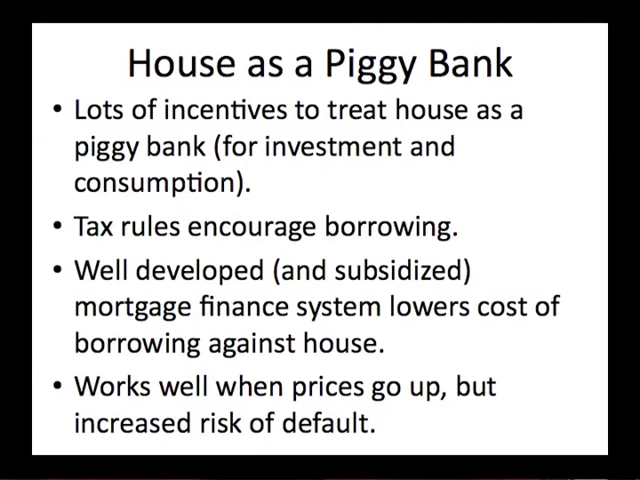 House as a Piggy Bank
• Lots of incentives to treat house as a
piggy bank (for investment and
consumption).
• Tax rules encourage borrowing.
• Well developed (and subsidized)
mortgage finance system lowers cost of
borrowing against house.
• Works well when prices go up, but
increased risk of default.